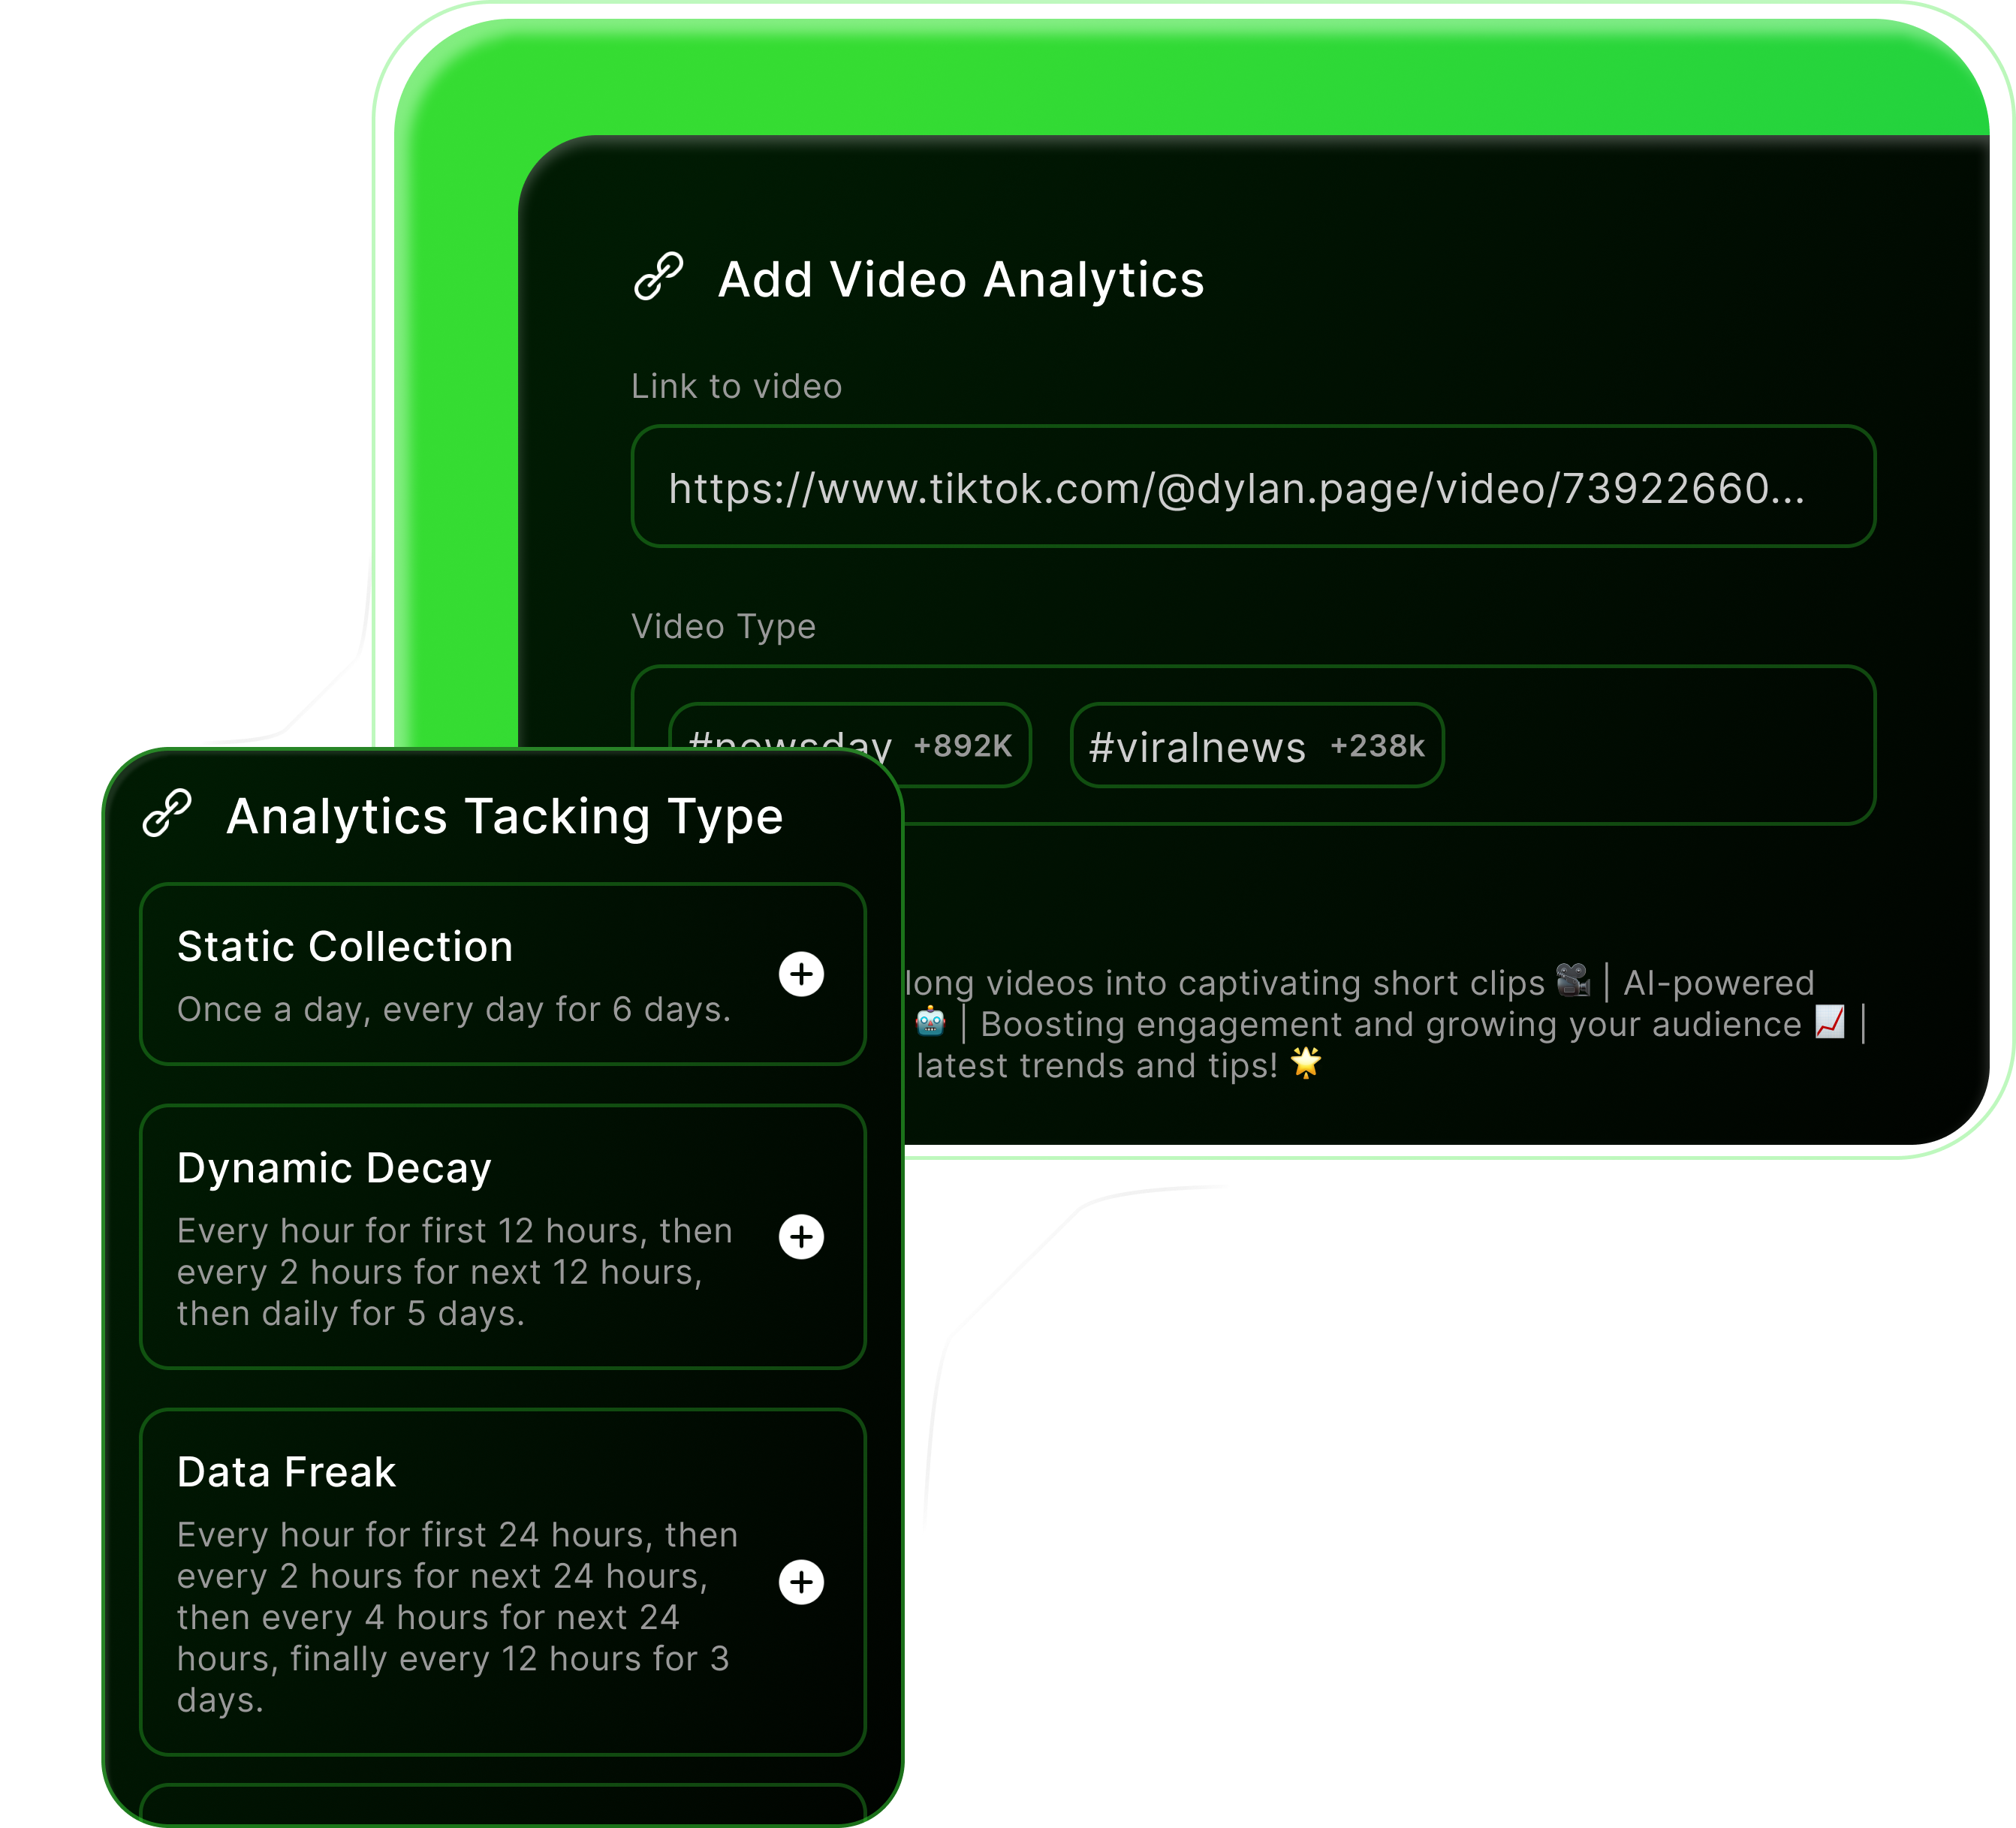 Add Video Analytics
Link to video
https://www.tiktok.com/@dylan.page/video/73922660...
Video Type
#newsday +892K #viralnews +238k
long videos into captivating short clips 🎥 | AI-powered
🤖 | Boosting engagement and growing your audience 📈 |
latest trends and tips! 🌟
Analytics Tacking Type
Static Collection
Once a day, every day for 6 days.
Dynamic Decay
Every hour for first 12 hours, then
every 2 hours for next 12 hours,
then daily for 5 days.
Data Freak
Every hour for first 24 hours, then
every 2 hours for next 24 hours,
then every 4 hours for next 24
hours, finally every 12 hours for 3
days.